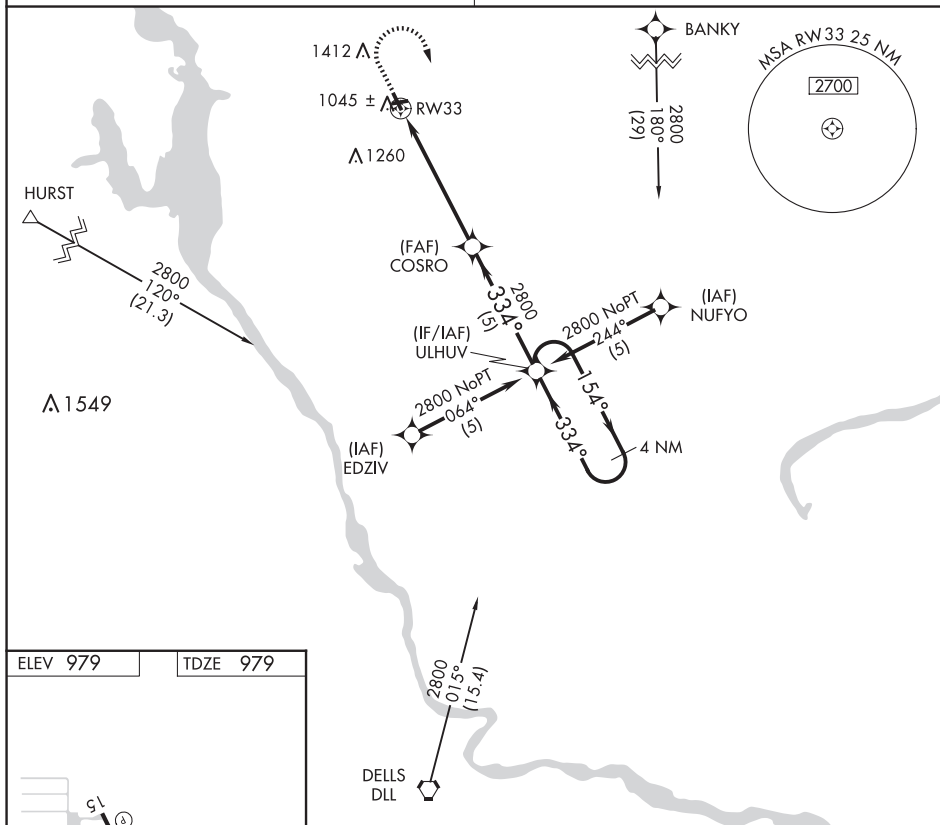 BANKY
2800
180°
(29)
MSA RW33 25 NM
2700
1412
1045 ±
RW33
1260
HURST
2800
120°
(21.3)
(FAF)
COSRO
2800
334°
(5)
(IF/IAF)
ULHUV
2800 NoPT
244°
(5)
(IAF)
NUFYO
2800 NoPT
064°
(5)
(IAF)
EDZIV
154°
334°
4 NM
1549
ELEV 979
TDZE 979
2800
015°
(15.4)
DELLS
DLL
15
P